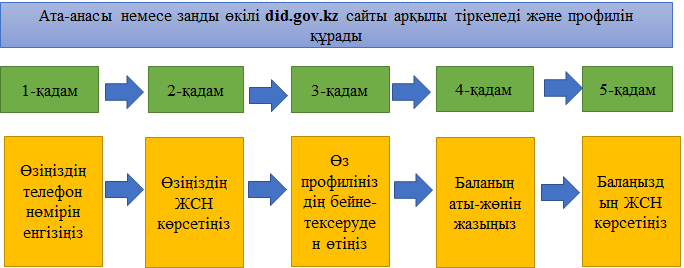 Ата-анасы немесе заңды өкілі did.gov.kz сайты арқылы тіркеледі және профилін
құрады
1-қадам
2-қадам
3-қадам
4-қадам
5-қадам
Өзіңіздің
телефон
нөмірін
енгізіңіз
Өзіңіздің
ЖСН
көрсетіңіз
Өз
профиліңіз
дің бейне-
тексеруде
н өтіңіз
Баланың
аты-жөнін
жазыңыз
Балаңызд
ың ЖСН
көрсетіңіз